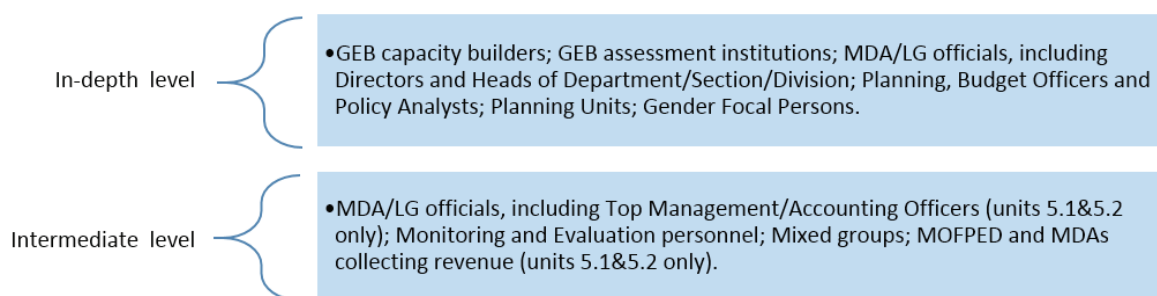 In-depth level
•GEB capacity builders; GEB assessment institutions; MDA/LG officials, including
Directors and Heads of Department/Section/Division; Planning, Budget Officers and
Policy Analysts; Planning Units; Gender Focal Persons.
Intermediate level
•MDA/LG officials, including Top Management/Accounting Officers (units 5.1&5.2
only); Monitoring and Evaluation personnel; Mixed groups; MOFPED and MDAs
collecting revenue (units 5.1&5.2 only).